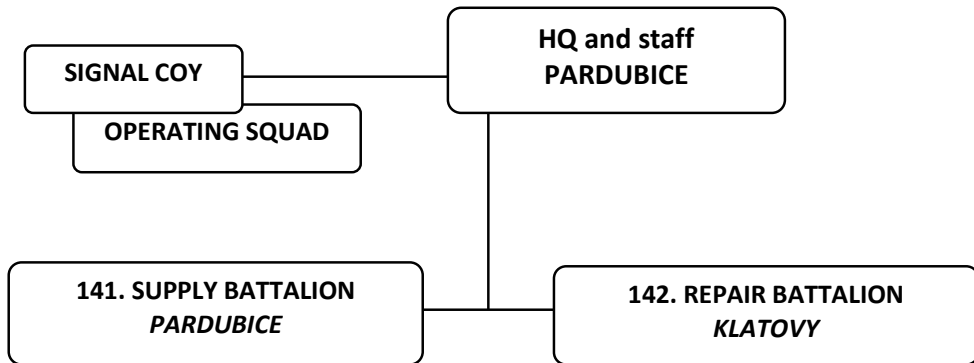 HQ and staff
PARDUBICE
SIGNAL COY
OPERATING SQUAD
141. SUPPLY BATTALION
PARDUBICE
142. REPAIR BATTALION
KLATOVY